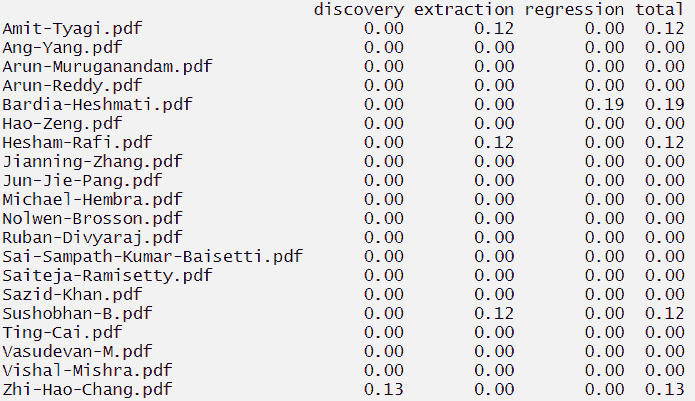 discovery extraction regression total
Amit-Tyagi.pdf 0.00 0.12 0.00 0.12
Ang-Yang.pdf 0.00 0.00 0.00 0.00
Arun-Muruganandam.pdf 0.00 0.00 0.00 0.00
Arun-Reddy.pdf 0.00 0.00 0.00 0.00
Bardia-Heshmati.pdf 0.00 0.00 0.19 0.19
Hao-Zeng.pdf 0.00 0.00 0.00 0.00
Hesham-Rafi.pdf 0.00 0.12 0.00 0.12
Jianning-Zhang.pdf 0.00 0.00 0.00 0.00
Jun-Jie-Pang.pdf 0.00 0.00 0.00 0.00
Michael-Hembra.pdf 0.00 0.00 0.00 0.00
Nolwen-Brosson.pdf 0.00 0.00 0.00 0.00
Ruban-Divyaraj.pdf 0.00 0.00 0.00 0.00
Sai-Sampath-Kumar-Baisetti.pdf 0.00 0.00 0.00 0.00
Saiteja-Ramisetty.pdf 0.00 0.00 0.00 0.00
Sazid-Khan.pdf 0.00 0.00 0.00 0.00
Sushobhan-B.pdf 0.00 0.12 0.00 0.12
Ting-Cai.pdf 0.00 0.00 0.00 0.00
Vasudevan-M.pdf 0.00 0.00 0.00 0.00
Vishal-Mishra.pdf 0.00 0.00 0.00 0.00
Zhi-Hao-Chang.pdf 0.13 0.00 0.00 0.13